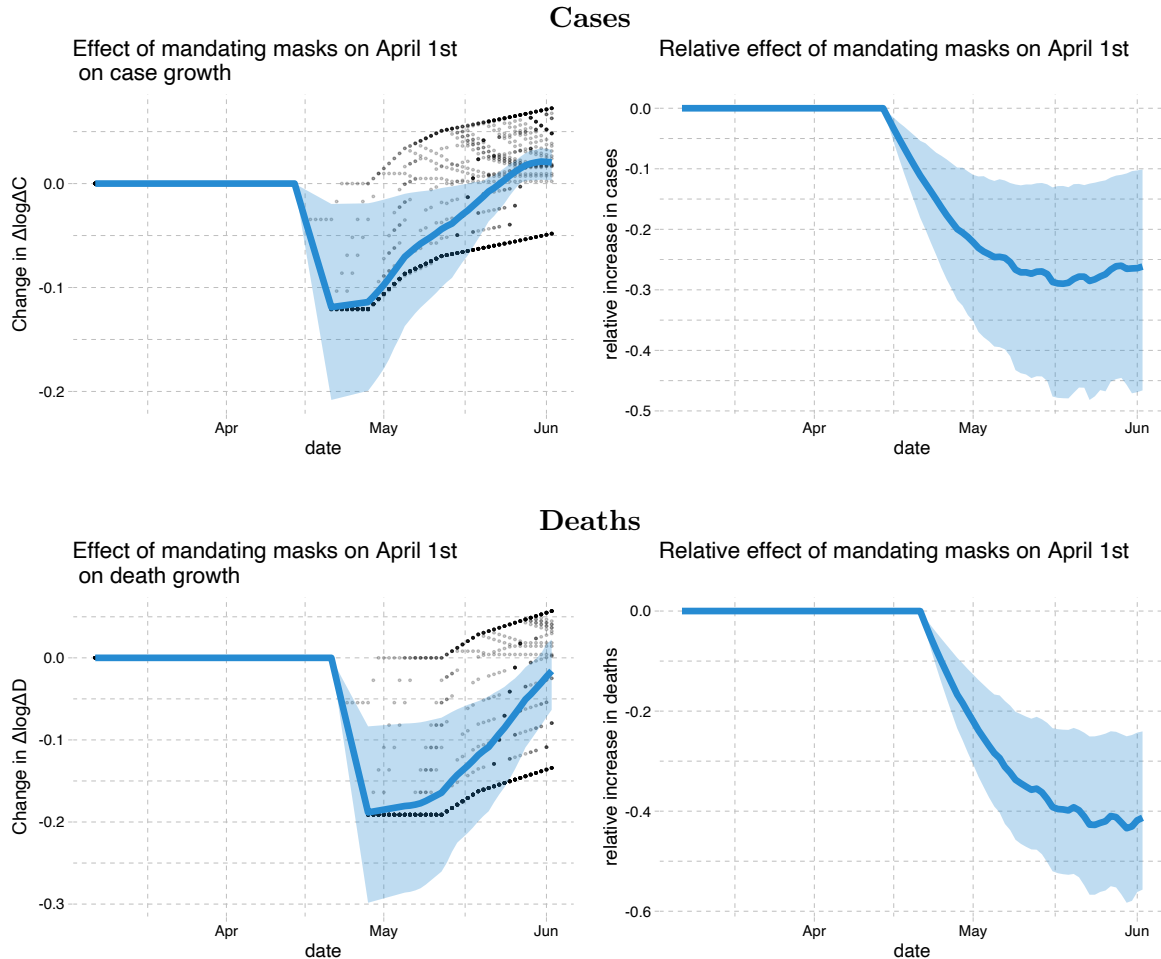 Cases
Effect of mandating masks on April 1st
on case growth
Change in ΔlogΔC
0.0
-0.1
-0.2
Apr
May
Jun
date
Relative effect of mandating masks on April 1st
relative increase in cases
0.0
-0.1
-0.2
-0.3
-0.4
-0.5
Apr
May
Jun
date
Deaths
Effect of mandating masks on April 1st
on death growth
Change in ΔlogΔD
0.0
-0.1
-0.2
-0.3
Apr
May
Jun
date
Relative effect of mandating masks on April 1st
relative increase in deaths
0.0
-0.2
-0.4
-0.6
Apr
May
Jun
date